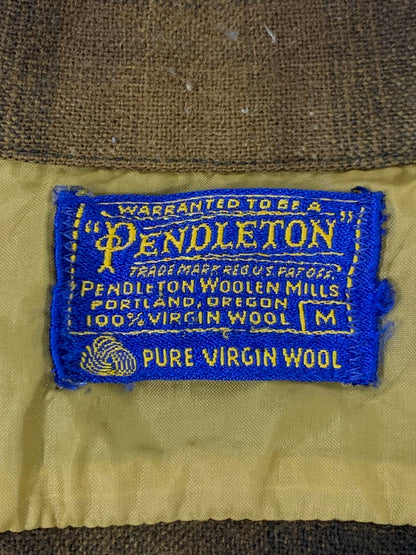 WARRANTED TO BE A
"PENDLETON"
TRADE MARK REG U.S. PAT OFF.
PENDLETON WOOLEN MILLS
PORTLAND, OREGON
100% VIRGIN WOOL M
PURE VIRGIN WOOL